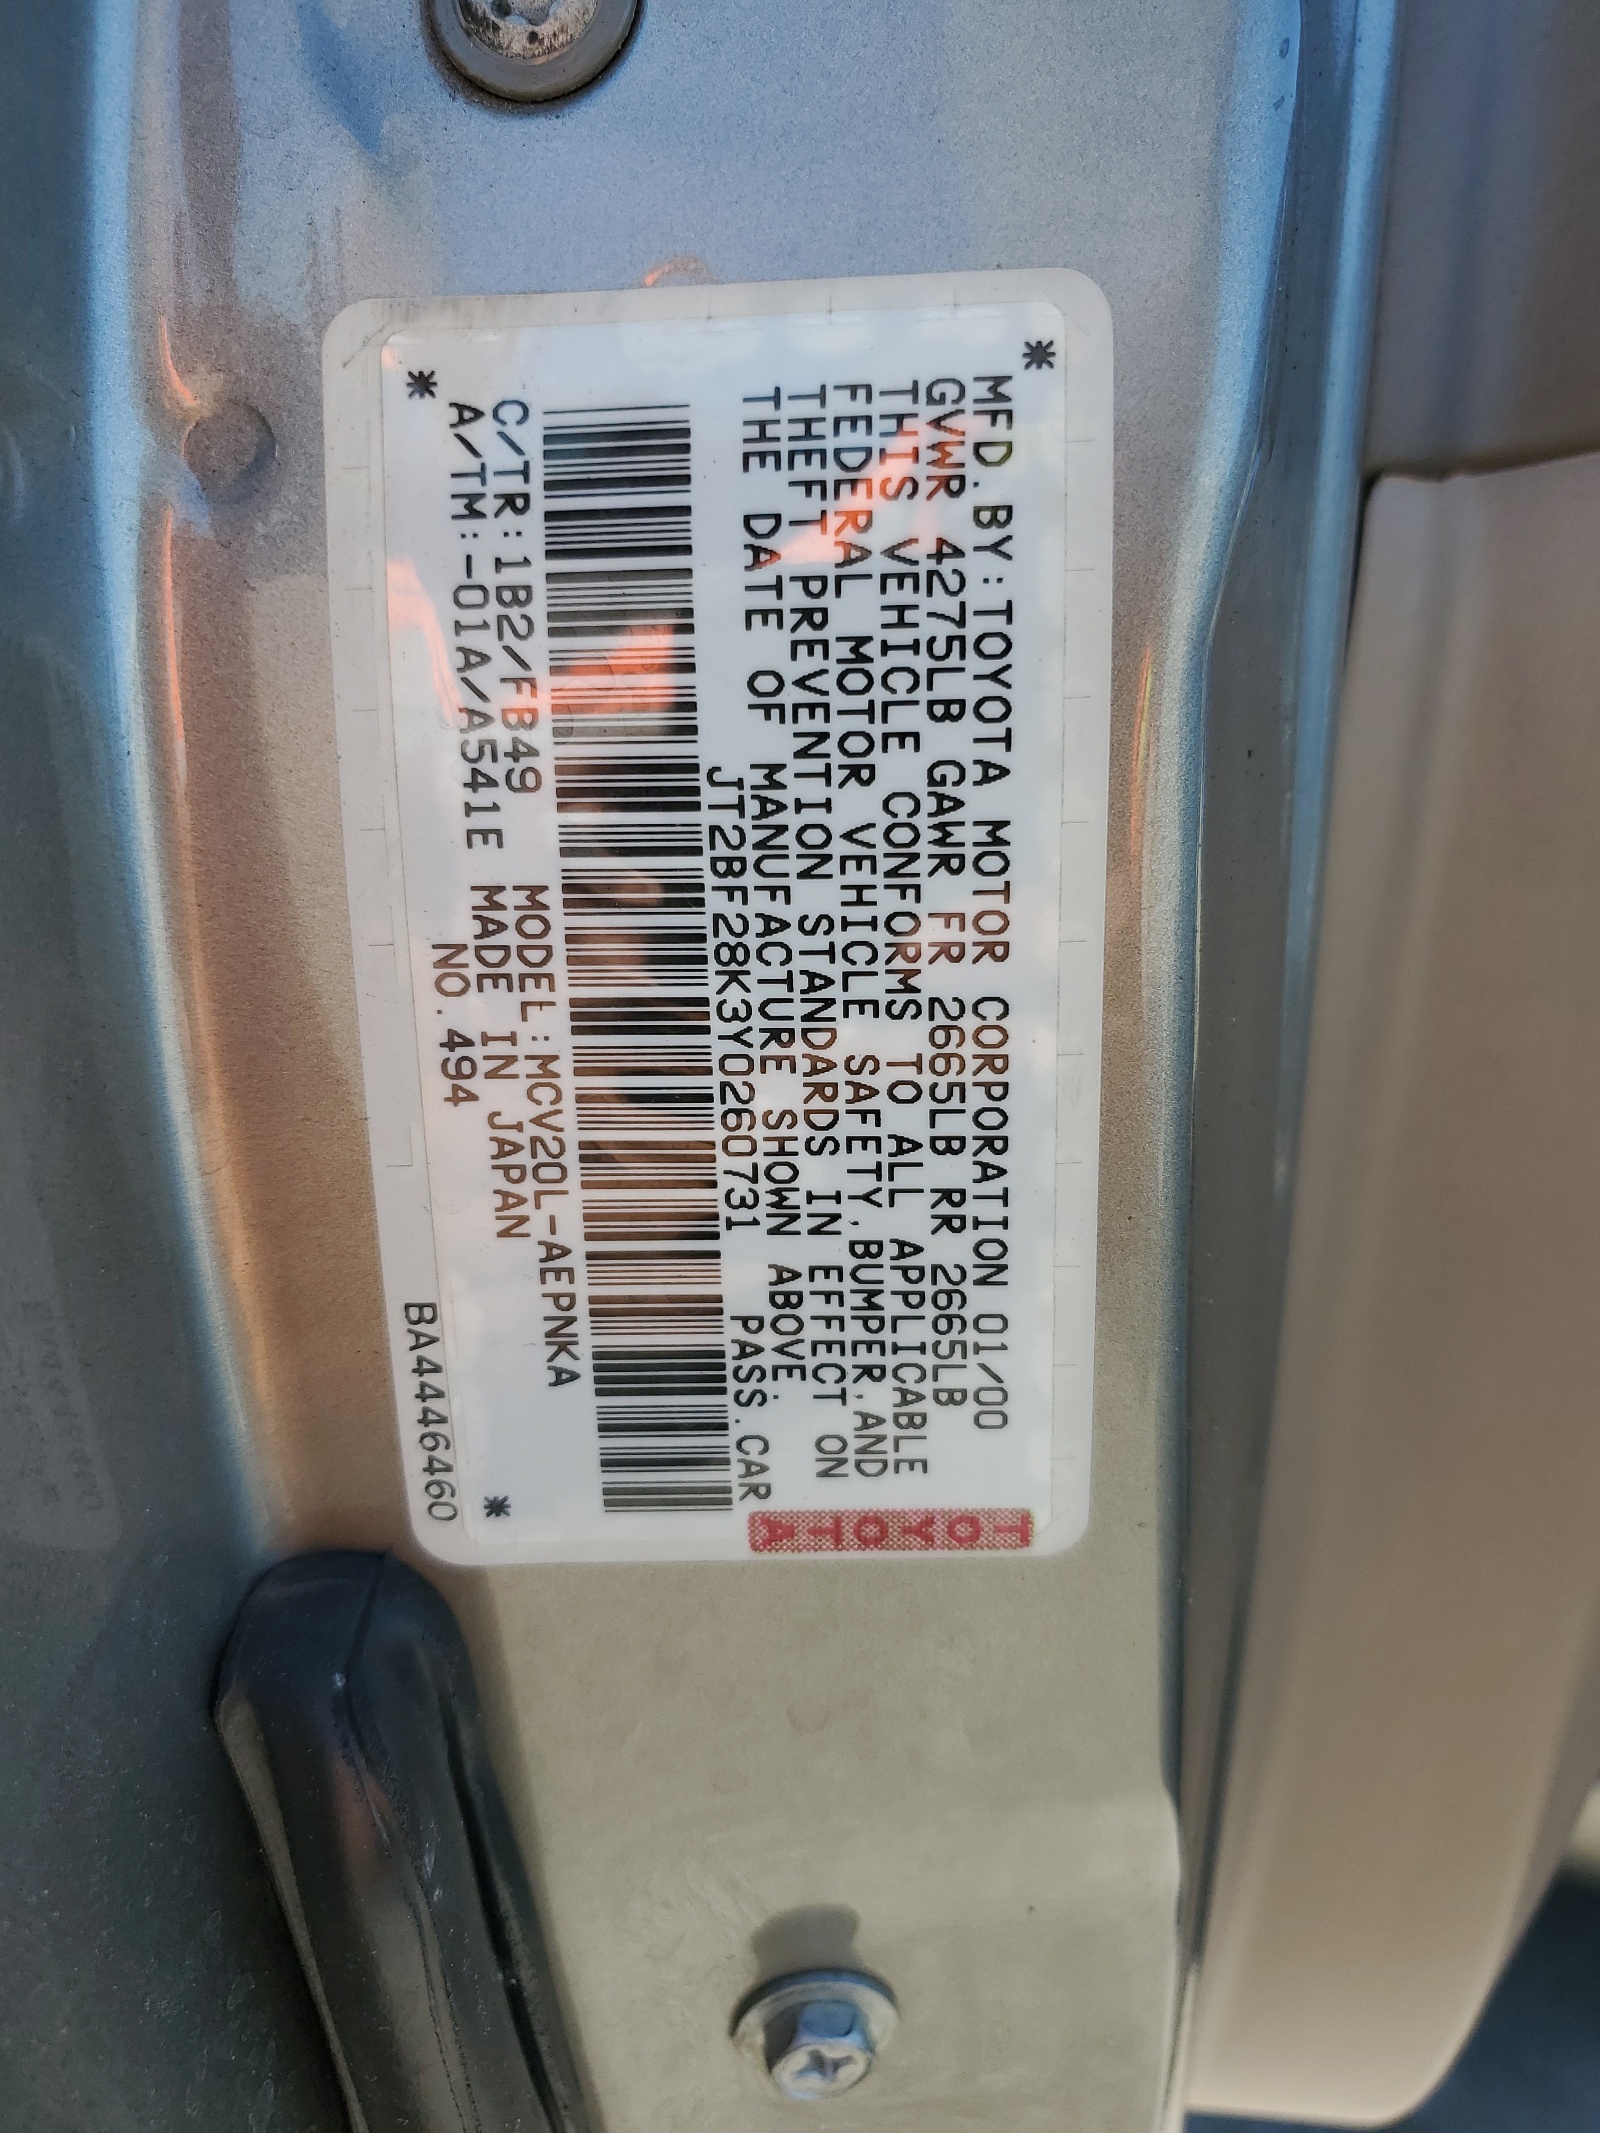 *
MFD.BY:TOYOTA MOTOR CORPORATION 01/00
GVWR 4275LB GAWR FR 2665LB RR 2665LB
THIS VEHICLE CONFORMS TO ALL APPLICABLE
FEDERAL MOTOR VEHICLE SAFETY,BUMPER,AND
THEFT PREVENTION STANDARDS IN EFFECT ON
THE DATE OF MANUFACTURE SHOWN ABOVE.
JT2BF28K3Y0260731 PASS.CAR
C/TR:1B2/FB49 MODEL:MCV20L-AEPNKA
A/TM:-01A/A541E MADE IN JAPAN
* NO.494 *
BA446460
TOYOTA